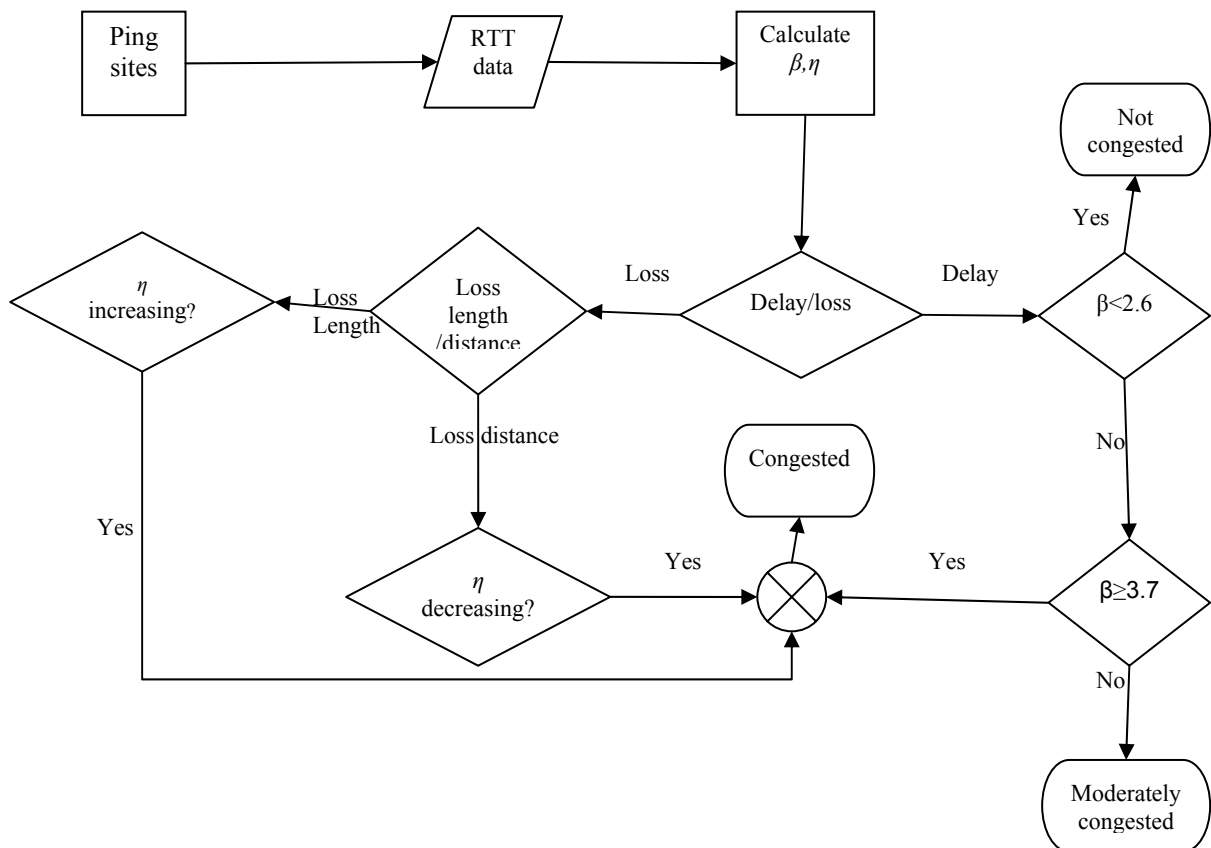 Ping
sites
RTT
data
Calculate
β,η
Not
congested
Yes
η
increasing?
Loss
Length
Loss
length
/distance
Loss
Delay/loss
Delay
β<2.6
Loss distance
Congested
No
Yes
η
decreasing?
Yes
Yes
β≥3.7
No
Moderately
congested